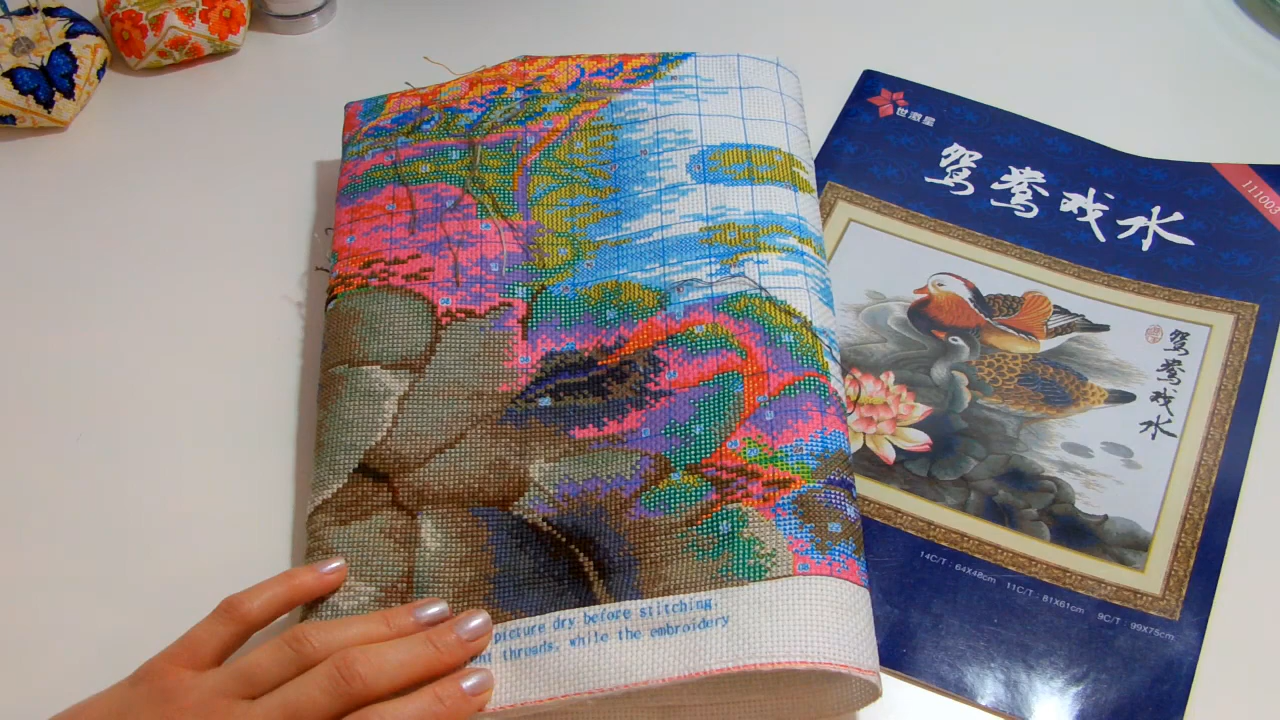 picture dry before stitching.
threads, while the embroidery
世激星
鸳鸯戏水
111003
鸳鸯戏水
14C/T : 64X48cm 11C/T : 81X61cm 9C/T : 99X75cm